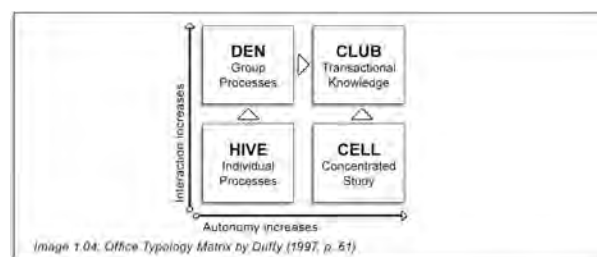 DEN
Group
Processes
CLUB
Transactional
Knowledge
HIVE
Individual
Processes
CELL
Concentrated
Study
Interaction increases
Autonomy increases
Image 1.04: Office Typology Matrix by Duffy (1997, p. 61)